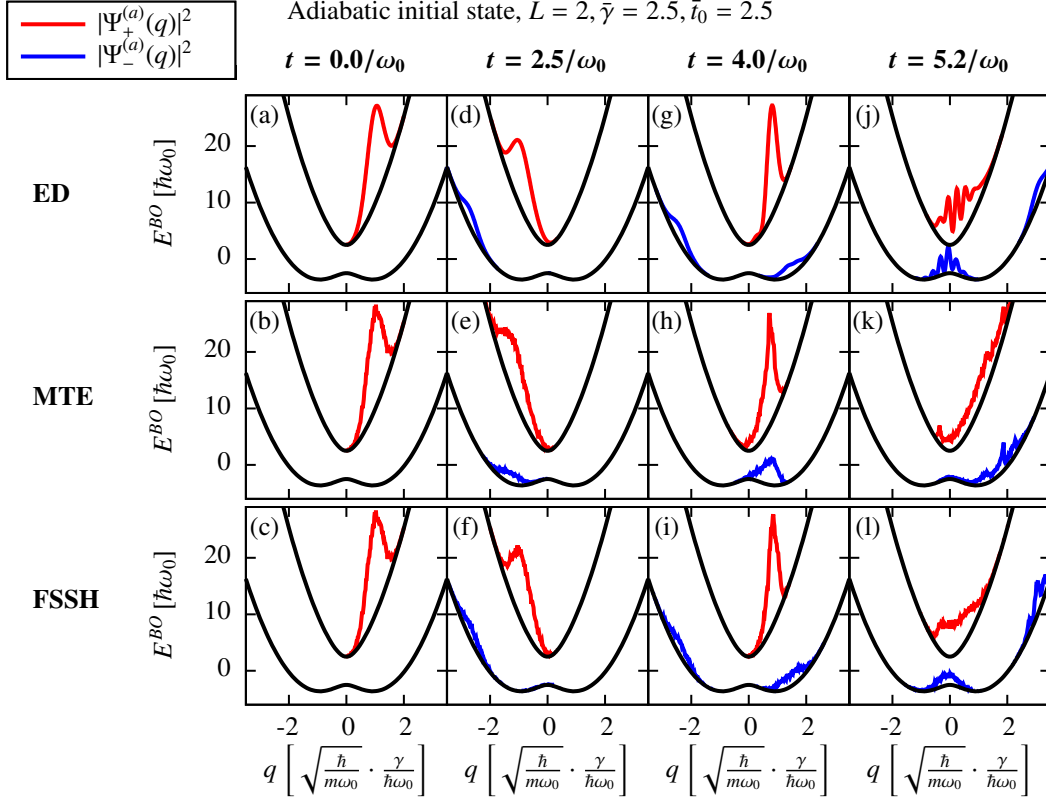 Adiabatic initial state, L = 2, γ̄ = 2.5, t̄₀ = 2.5
|Ψ₊⁽ᵃ⁾(q)|²
|Ψ₋⁽ᵃ⁾(q)|²
t = 0.0/ω₀ t = 2.5/ω₀ t = 4.0/ω₀ t = 5.2/ω₀
ED
E^{BO} [ħω₀]
20
10
0
(a) (d) (g) (j)
MTE
E^{BO} [ħω₀]
20
10
0
(b) (e) (h) (k)
FSSH
E^{BO} [ħω₀]
20
10
0
(c) (f) (i) (l)
-2 0 2 -2 0 2 -2 0 2 -2 0 2
q [√(ħ/mω₀) · γ/ħω₀] q [√(ħ/mω₀) · γ/ħω₀] q [√(ħ/mω₀) · γ/ħω₀] q [√(ħ/mω₀) · γ/ħω₀]